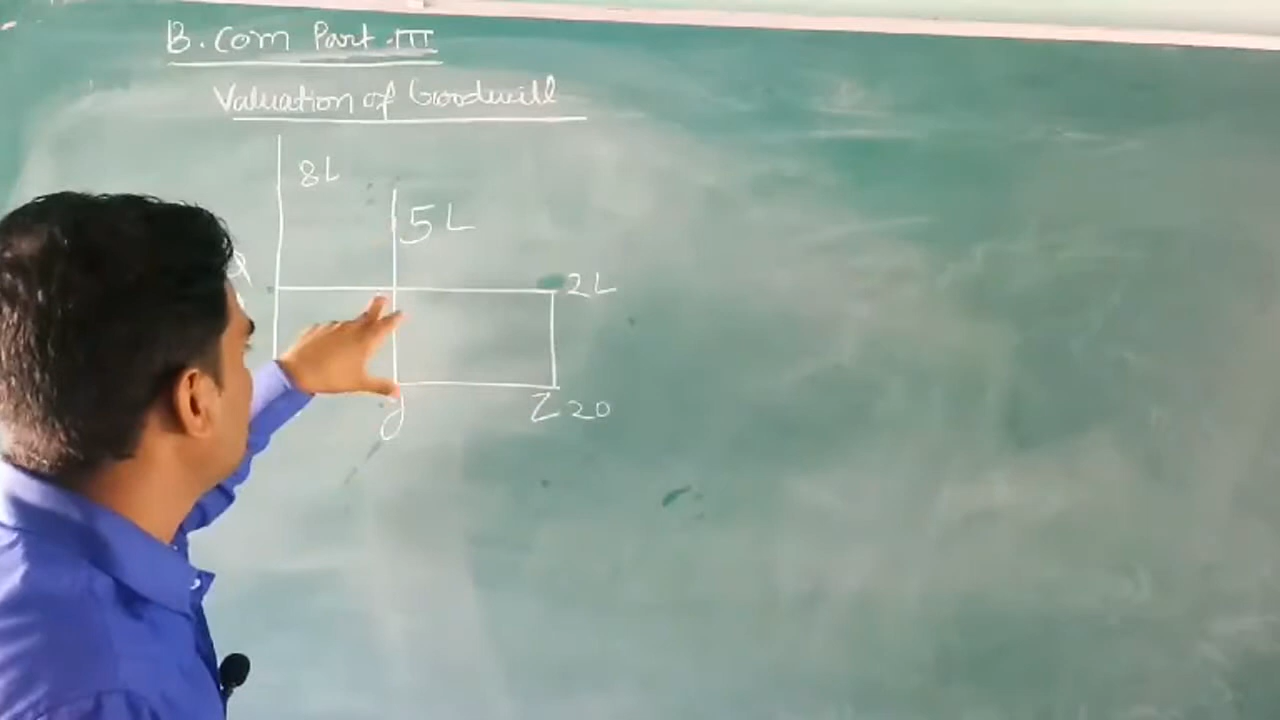 B. Com Part - III
Valuation of Goodwill
8L
5L
2L
y
Z 20